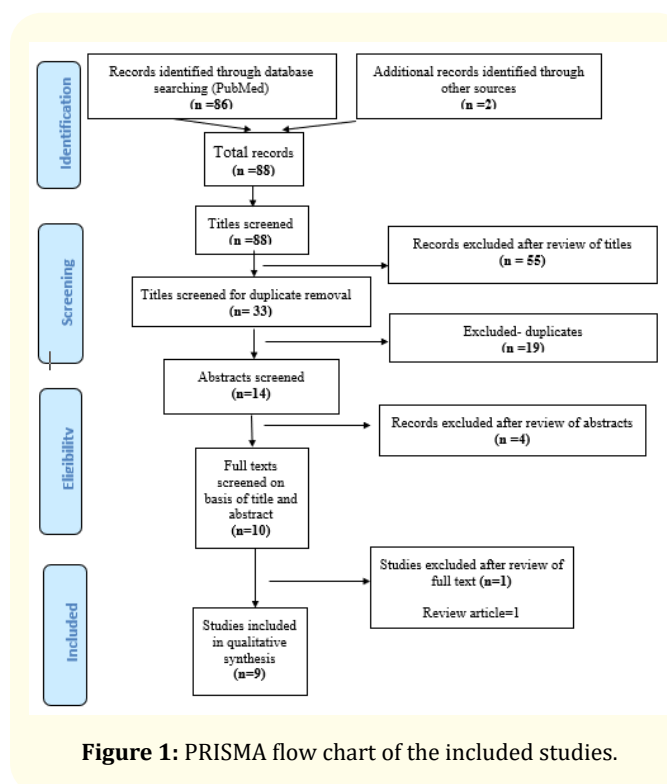 Identification
Records identified through database
searching (PubMed)
(n =86)
Additional records identified through
other sources
(n =2)
Total records
(n =88)
Screening
Titles screened
(n =88)
Records excluded after review of titles
(n = 55)
Titles screened for duplicate removal
(n= 33)
Excluded- duplicates
(n =19)
Abstracts screened
(n=14)
Eligibility
Records excluded after review of abstracts
(n =4)
Full texts
screened on
basis of title and
abstract
(n=10)
Studies excluded after review of
full text (n=1)
Review article=1
Included
Studies included
in qualitative
synthesis
(n=9)
Figure 1: PRISMA flow chart of the included studies.